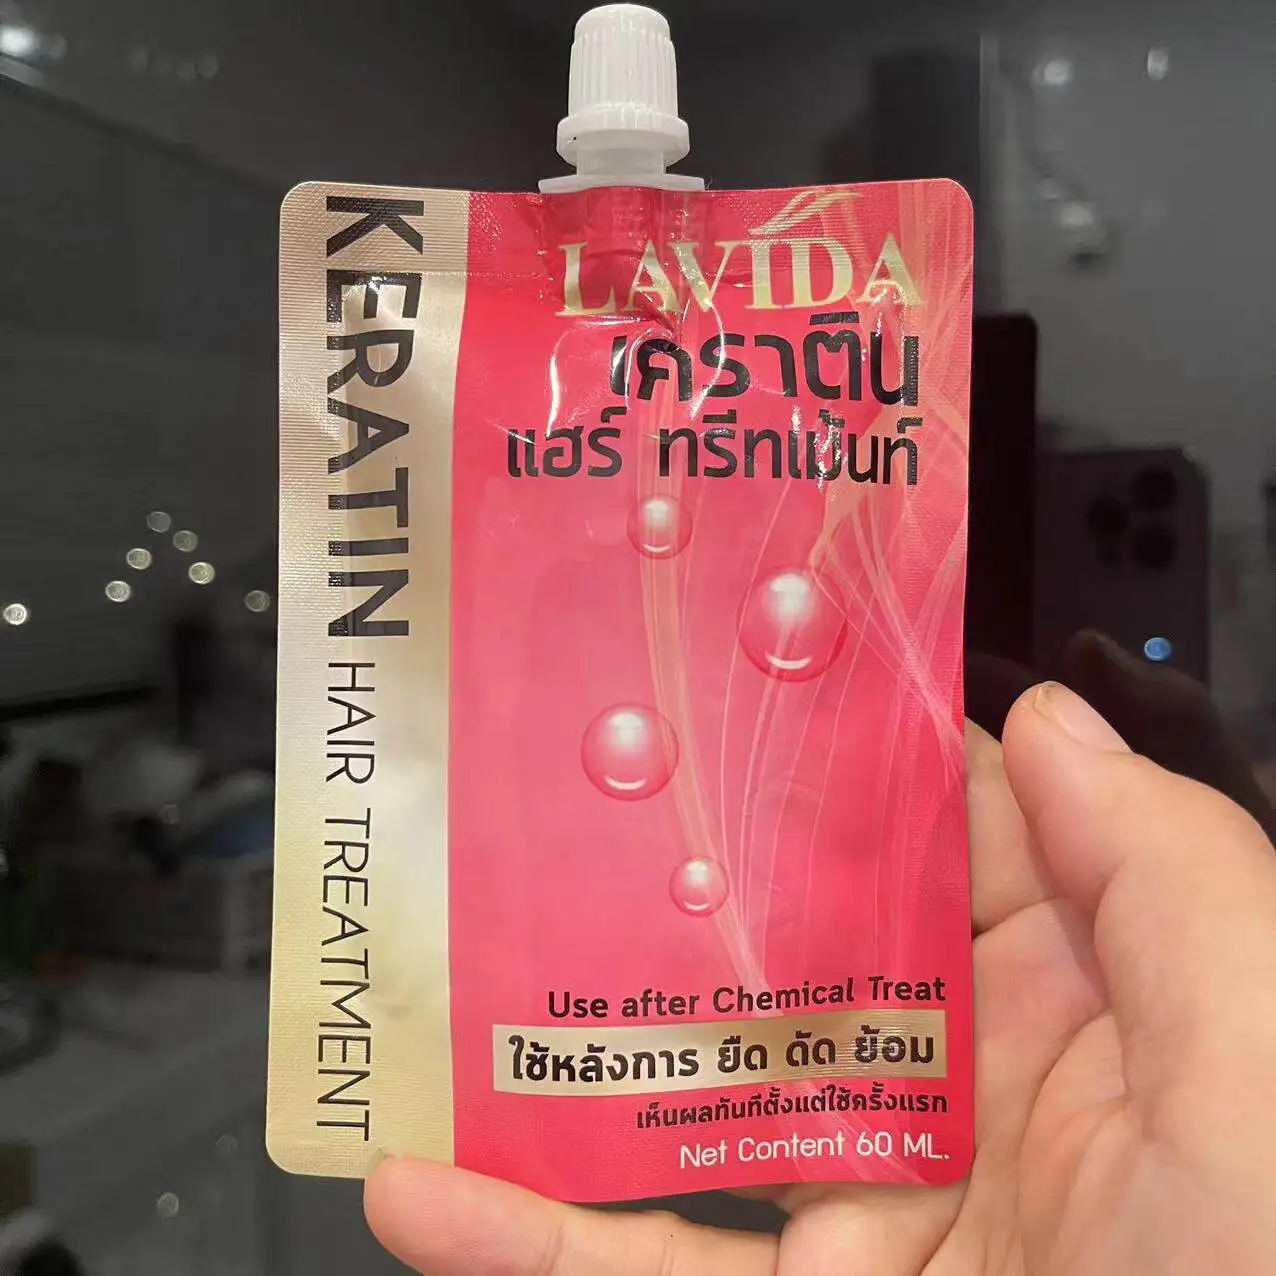 KERATIN HAIR TREATMENT
LAVÍDA
เคราติน
แฮร์ ทรีทเม้นท์
Use after Chemical Treat
ใช้หลังการ ยืด ดัด ย้อม
เห็นผลทันทีตั้งแต่ใช้ครั้งแรก
Net Content 60 ML.